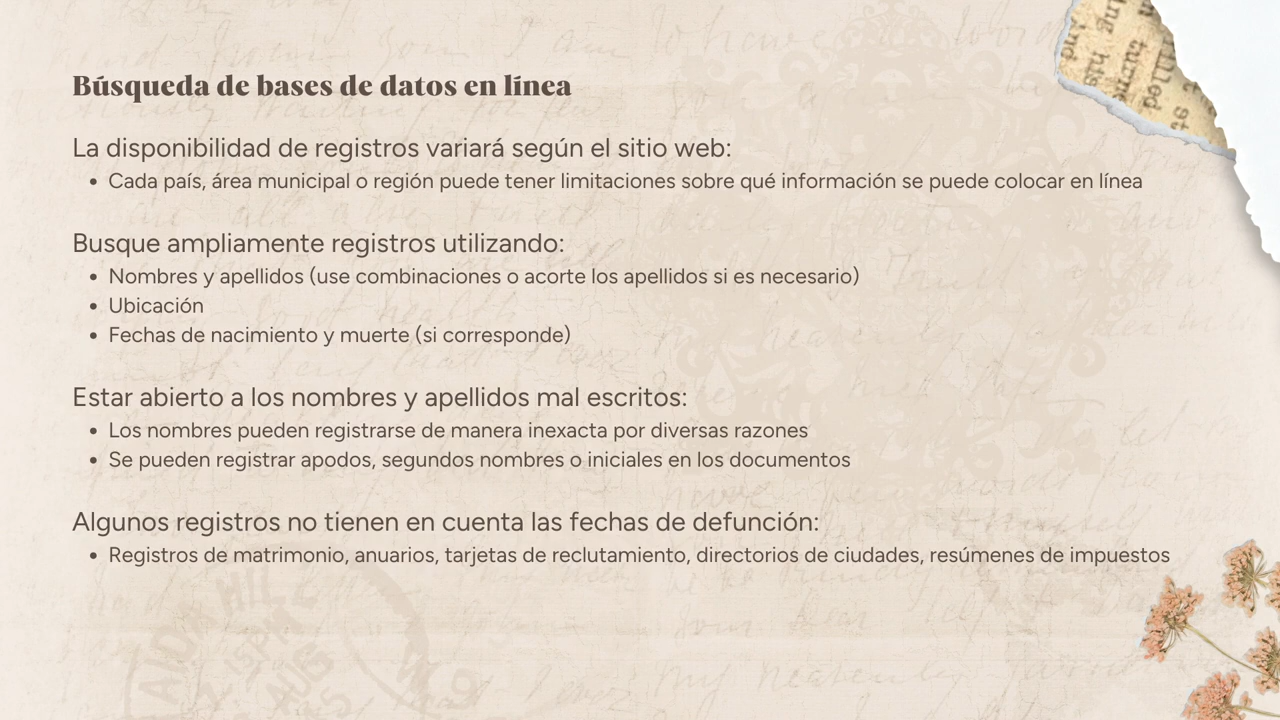 Búsqueda de bases de datos en línea
La disponibilidad de registros variará según el sitio web:
• Cada país, área municipal o región puede tener limitaciones sobre qué información se puede colocar en línea
Busque ampliamente registros utilizando:
• Nombres y apellidos (use combinaciones o acorte los apellidos si es necesario)
• Ubicación
• Fechas de nacimiento y muerte (si corresponde)
Estar abierto a los nombres y apellidos mal escritos:
• Los nombres pueden registrarse de manera inexacta por diversas razones
• Se pueden registrar apodos, segundos nombres o iniciales en los documentos
Algunos registros no tienen en cuenta las fechas de defunción:
• Registros de matrimonio, anuarios, tarjetas de reclutamiento, directorios de ciudades, resúmenes de impuestos